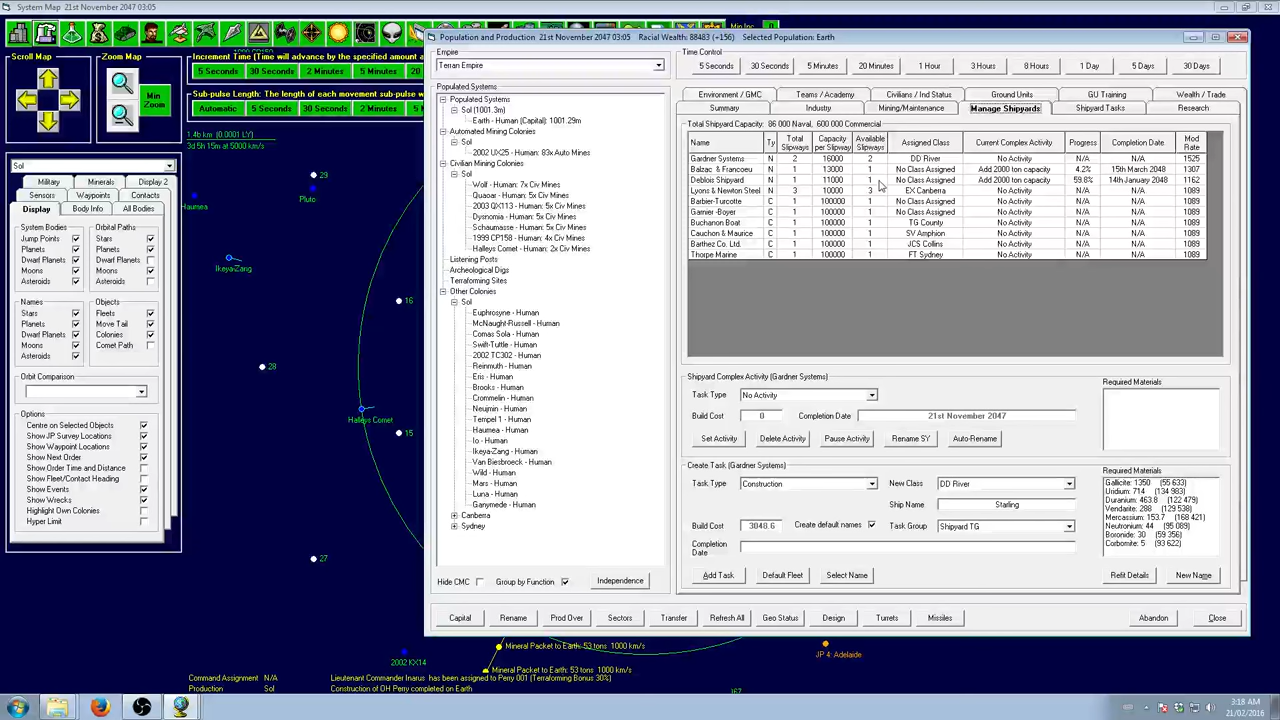 System Map   21st November 2047 03:05
Scroll Map
Zoom Map
Min
Zoom
Increment Time (Time will advance by the specified amount a
5 Seconds 30 Seconds 2 Minutes 5 Minutes
Sub-pulse Length: The length of each movement sub-pulse w
Automatic 5 Seconds 30 Seconds 2 Minutes
1.4b km (0.0001 LY)
3d 5h 15m at 5000 km/s
Sol
Military Minerals Display 2
Sensors Waypoints Contacts
Display Body Info All Bodies
System Bodies Orbital Paths
Jump Points Stars
Planets Planets
Dwarf Planets Dwarf Planets
Moons Moons
Asteroids Asteroids
Names Objects
Stars Fleets
Planets Move Tail
Dwarf Planets Colonies
Moons Comet Path
Asteroids
Orbit Comparison
Options
Centre on Selected Objects
Show JP Survey Locations
Show Waypoint Locations
Show Next Order
Show Order Time and Distance
Show Fleet/Contact Heading
Show Events
Show Wrecks
Highlight Own Colonies
Hyper Limit
29
Pluto
Haumea
Ikeya-Zang
16
28
Halleys Comet
15
27
2002 KX14
Mineral Packet to Earth: 53 tons  1000 km/s
Mineral Packet to Earth: 53 tons  1000 km/s
JP 4: Adelaide
Command Assignment N/A Lieutenant Commander Inarus has been assigned to Perry 001 (Terraforming Bonus 30%)
Production Sol Construction of OH Perry completed on Earth
Population and Production  21st November 2047 03:05   Racial Wealth: 88483 (+156)   Selected Population: Earth
Empire
Terran Empire
Time Control
5 Seconds 30 Seconds 5 Minutes 20 Minutes 1 Hour 3 Hours 8 Hours 1 Day 5 Days 30 Days
Populated Systems
Populated Systems
Sol (1001.3m)
Earth - Human (Capital): 1001.29m
Automated Mining Colonies
Sol
2002 UX25 - Human: 83x Auto Mines
Civilian Mining Colonies
Sol
Wolf - Human: 7x Civ Mines
Quaoar - Human: 5x Civ Mines
2003 QX113 - Human: 5x Civ Mines
Dysnomia - Human: 5x Civ Mines
Schaumasse - Human: 5x Civ Mines
1999 CP158 - Human: 4x Civ Mines
Halleys Comet - Human: 2x Civ Mines
Listening Posts
Archeological Digs
Terraforming Sites
Other Colonies
Sol
Euphrosyne - Human
McNaught-Russell - Human
Comas Sola - Human
Swift-Tuttle - Human
2002 TC302 - Human
Reinmuth - Human
Eris - Human
Brooks - Human
Crommelin - Human
Neujmin - Human
Tempel 1 - Human
Haumea - Human
Io - Human
Ikeya-Zang - Human
Van Biesbroeck - Human
Wild - Human
Mars - Human
Luna - Human
Ganymede - Human
Canberra
Sydney
Hide CMC Group by Function Independence
Environment / GMC Teams / Academy Civilians / Ind Status Ground Units GU Training Wealth / Trade
Summary Industry Mining/Maintenance Manage Shipyards Shipyard Tasks Research
Total Shipyard Capacity:  86 000 Naval,  600 000 Commercial
Name Ty Total Slipways Capacity per Slipway Available Slipways Assigned Class Current Complex Activity Progress Completion Date Mod Rate
Gardner Systems N 2 16000 2 DD River No Activity N/A N/A 1525
Balzac & Francoeu N 1 13000 1 No Class Assigned Add 2000 ton capacity 4.2% 15th March 2048 1307
Deblois Shipyard N 1 11000 1 No Class Assigned Add 2000 ton capacity 59.8% 14th January 2048 1162
Lyons & Newton Steel N 3 10000 3 EX Canberra No Activity N/A N/A 1089
Barbier-Turcotte C 1 100000 1 No Class Assigned No Activity N/A N/A 1089
Garnier -Boyer C 1 100000 1 No Class Assigned No Activity N/A N/A 1089
Buchanon Boat C 1 100000 1 TG County No Activity N/A N/A 1089
Cauchon & Maurice C 1 100000 1 SV Amphion No Activity N/A N/A 1089
Barthez Co. Ltd. C 1 100000 1 JCS Collins No Activity N/A N/A 1089
Thorpe Marine C 1 100000 1 FT Sydney No Activity N/A N/A 1089
Shipyard Complex Activity (Gardner Systems)
Required Materials
Task Type No Activity
Build Cost 0 Completion Date 21st November 2047
Set Activity Delete Activity Pause Activity Rename SY Auto-Rename
Create Task (Gardner Systems)
Required Materials
Task Type Construction New Class DD River
Ship Name Starling
Build Cost 3048.6 Create default names Task Group Shipyard TG
Completion
Date
Gallicite: 1350   (55 633)
Uridium: 714   (134 983)
Duranium: 463.8   (122 479)
Vendarite: 288   (129 538)
Mercassium: 153.7   (168 421)
Neutronium: 44   (95 089)
Boronide: 30   (59 356)
Corbomite: 5   (93 622)
Add Task Default Fleet Select Name Refit Details New Name
Capital Rename Prod Over Sectors Transfer Refresh All Geo Status Design Turrets Missiles Abandon Close
3:18 AM
21/02/2016